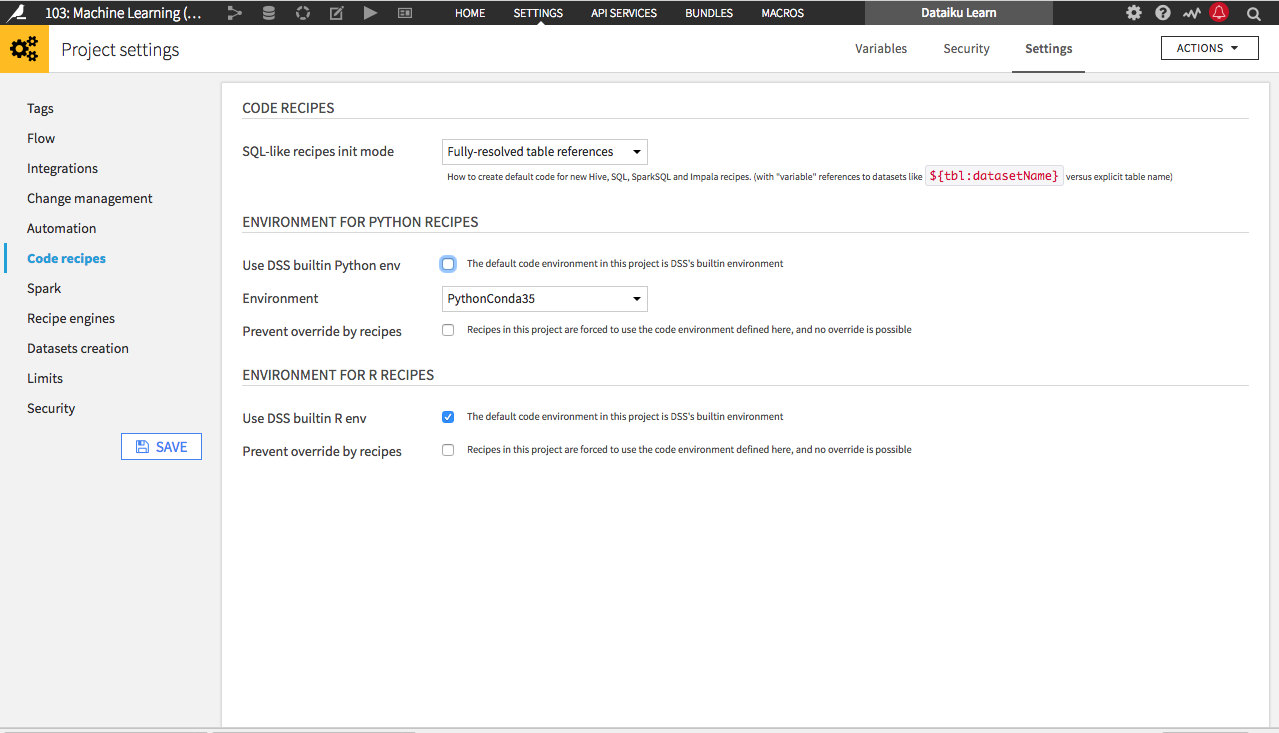 103: Machine Learning (... HOME SETTINGS API SERVICES BUNDLES MACROS Dataiku Learn
Project settings Variables Security Settings ACTIONS
Tags
Flow
Integrations
Change management
Automation
Code recipes
Spark
Recipe engines
Datasets creation
Limits
Security
SAVE
CODE RECIPES
SQL-like recipes init mode Fully-resolved table references
How to create default code for new Hive, SQL, SparkSQL and Impala recipes. (with "variable" references to datasets like ${tbl:datasetName} versus explicit table name)
ENVIRONMENT FOR PYTHON RECIPES
Use DSS builtin Python env The default code environment in this project is DSS's builtin environment
Environment PythonConda35
Prevent override by recipes Recipes in this project are forced to use the code environment defined here, and no override is possible
ENVIRONMENT FOR R RECIPES
Use DSS builtin R env The default code environment in this project is DSS's builtin environment
Prevent override by recipes Recipes in this project are forced to use the code environment defined here, and no override is possible